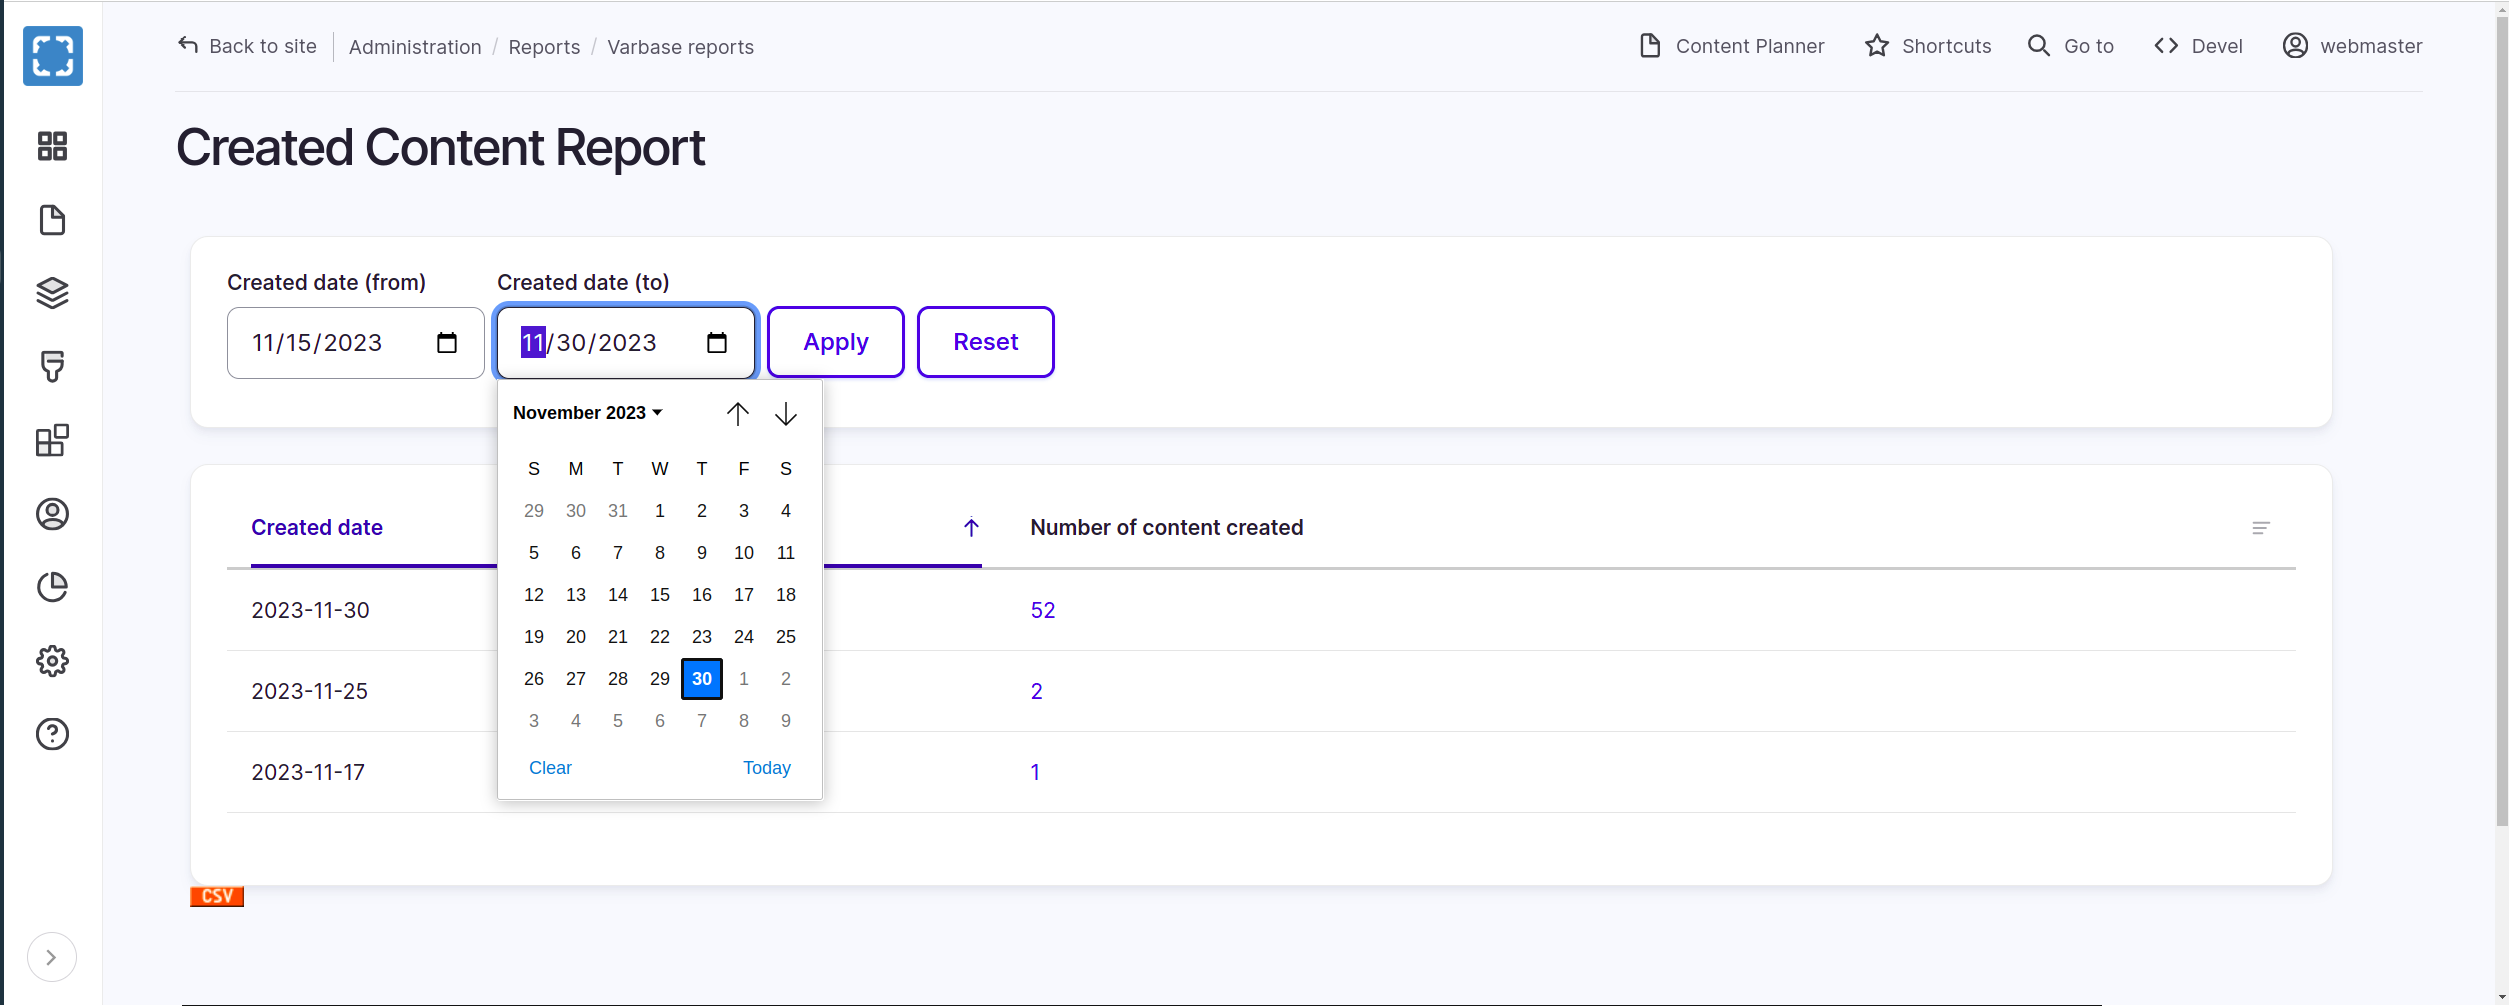 Back to site Administration / Reports / Varbase reports Content Planner Shortcuts Go to Devel webmaster
Created Content Report
Created date (from) Created date (to)
11/15/2023 11/30/2023 Apply Reset
November 2023
S M T W T F S
29 30 31 1 2 3 4
5 6 7 8 9 10 11
12 13 14 15 16 17 18
19 20 21 22 23 24 25
26 27 28 29 30 1 2
3 4 5 6 7 8 9
Clear Today
Created date Number of content created
2023-11-30 52
2023-11-25 2
2023-11-17 1
CSV